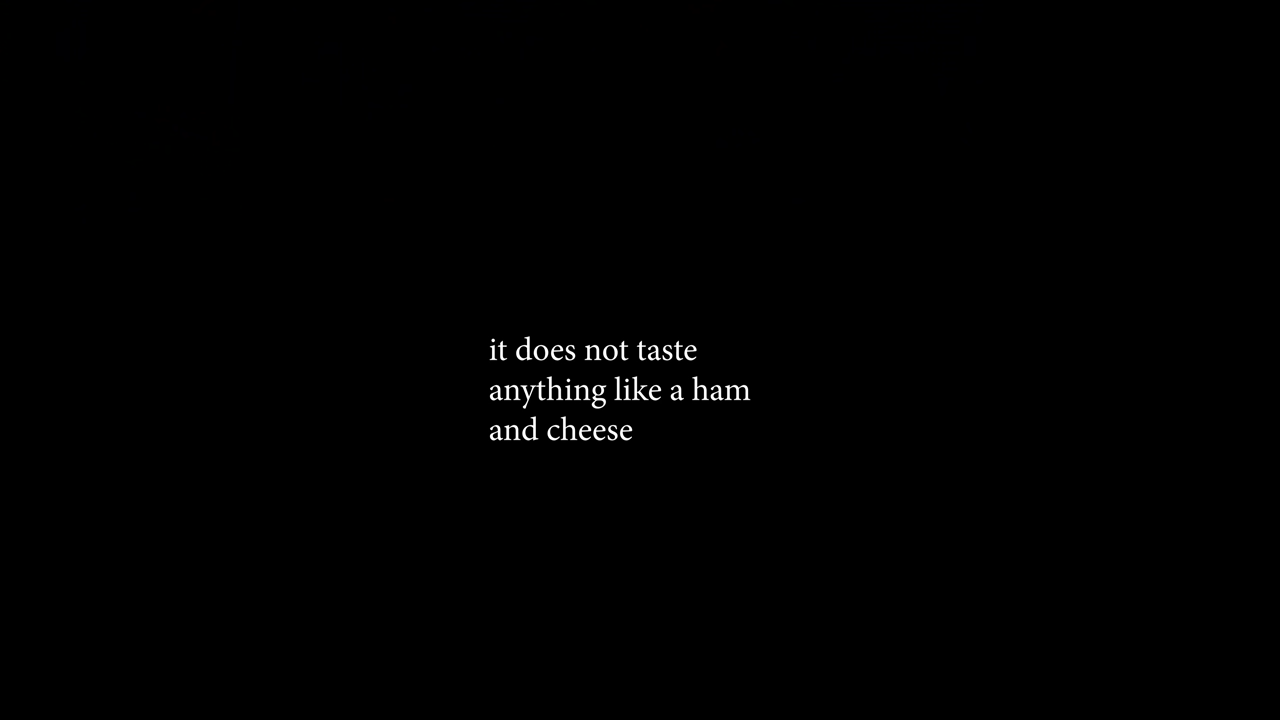 it does not taste
anything like a ham
and cheese